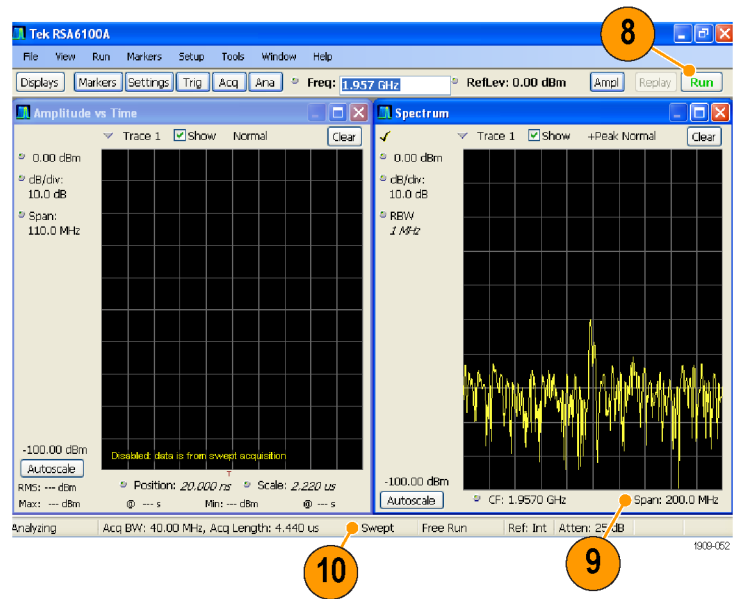 8
Tek RSA6100A
File View Run Markers Setup Tools Window Help
Displays Markers Settings Trig Acq Ana Freq: 1.957 GHz RefLev: 0.00 dBm Ampl Replay Run
Amplitude vs Time
Trace 1 Show Normal Clear
0.00 dBm
dB/div:
10.0 dB
Span:
110.0 MHz
-100.00 dBm
Disabled: data is from swept acquisition
Autoscale
T
Position: 20.000 ns Scale: 2.220 us
RMS: --- dBm
Max: --- dBm @ --- s Min: --- dBm @ --- s
Spectrum
Trace 1 Show +Peak Normal Clear
0.00 dBm
dB/div:
10.0 dB
RBW
1 MHz
-100.00 dBm
Autoscale CF: 1.9570 GHz Span: 200.0 MHz
Analyzing Acq BW: 40.00 MHz, Acq Length: 4.440 us Swept Free Run Ref: Int Atten: 25 dB
10
9
1909-052